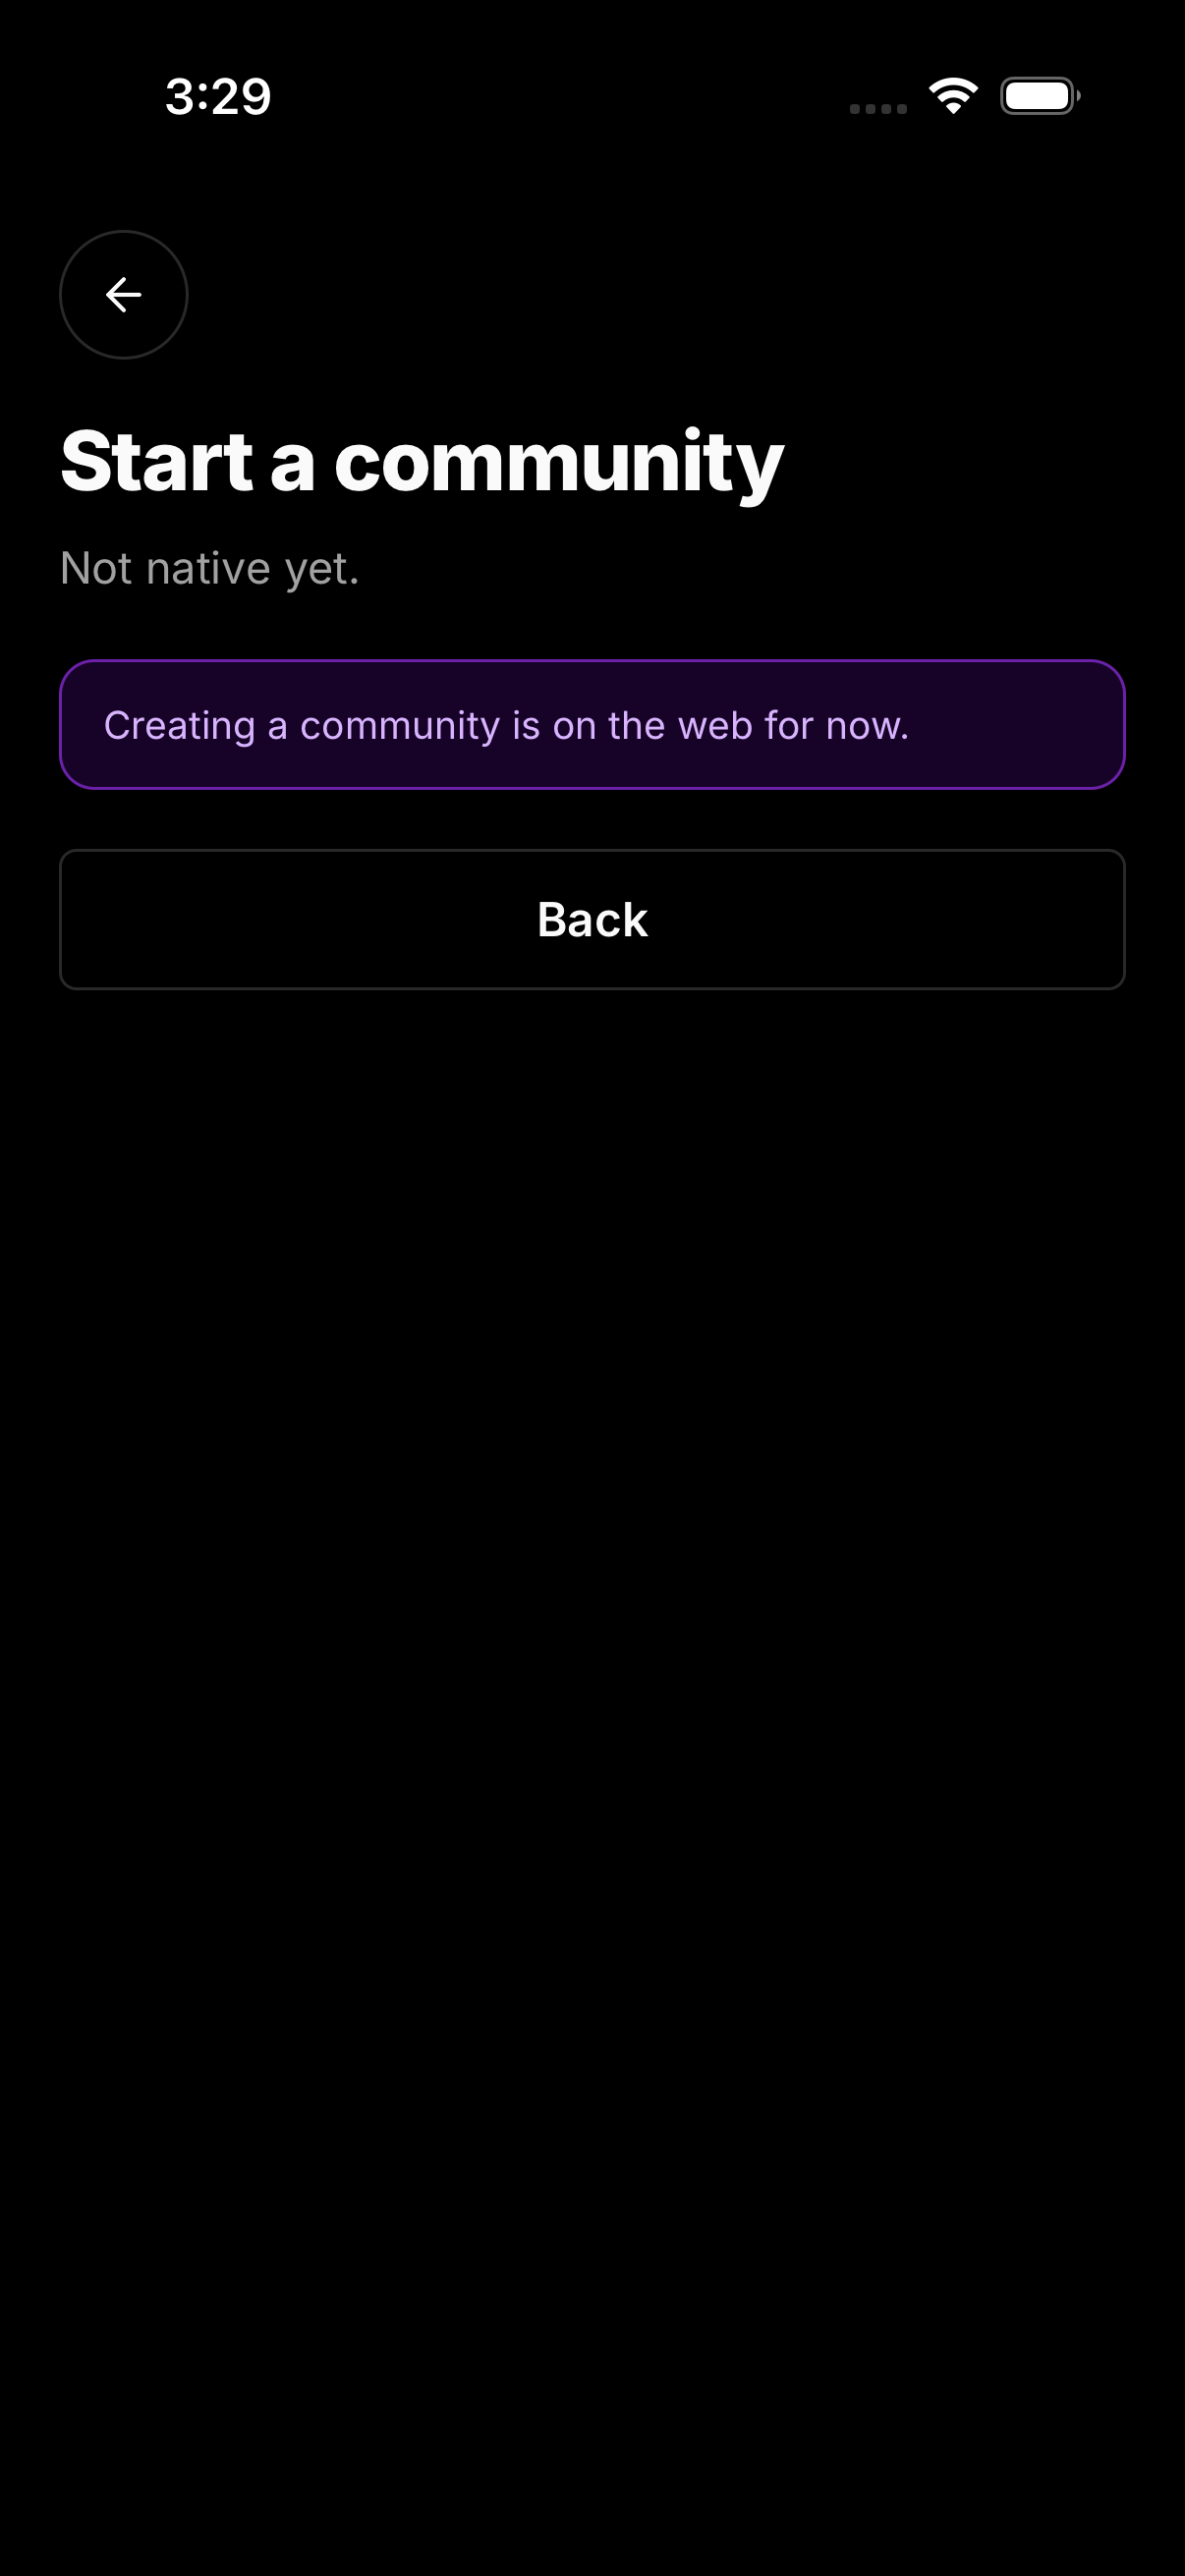 3:29
Start a community
Not native yet.
Creating a community is on the web for now.
Back